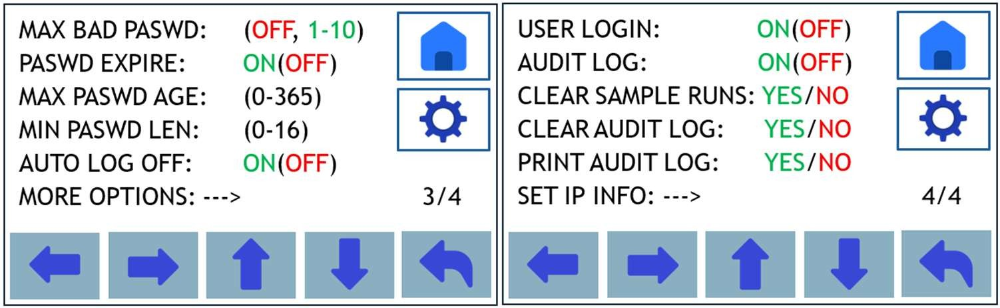 MAX BAD PASWD: (OFF, 1-10)
PASWD EXPIRE: ON(OFF)
MAX PASWD AGE: (0-365)
MIN PASWD LEN: (0-16)
AUTO LOG OFF: ON(OFF)
MORE OPTIONS: ---> 3/4
USER LOGIN: ON(OFF)
AUDIT LOG: ON(OFF)
CLEAR SAMPLE RUNS: YES/NO
CLEAR AUDIT LOG: YES/NO
PRINT AUDIT LOG: YES/NO
SET IP INFO: ---> 4/4